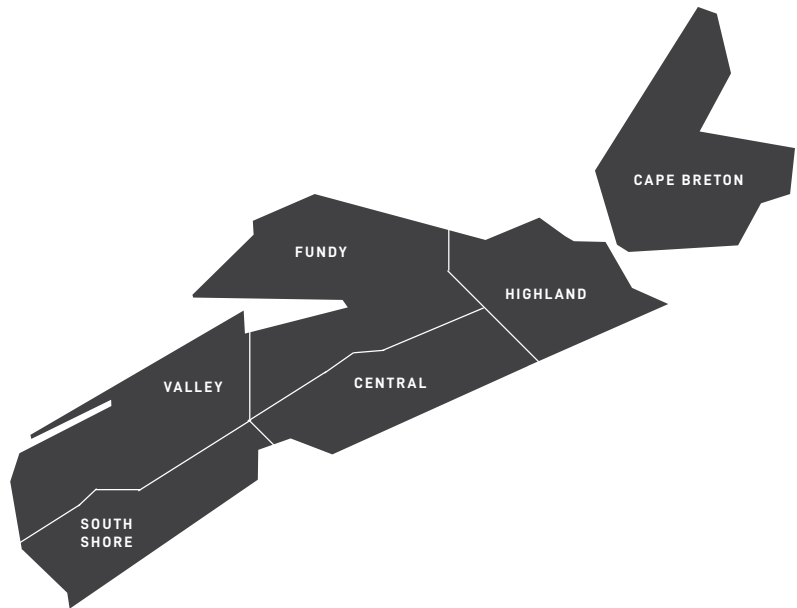 CAPE BRETON
FUNDY
HIGHLAND
VALLEY
CENTRAL
SOUTH
SHORE